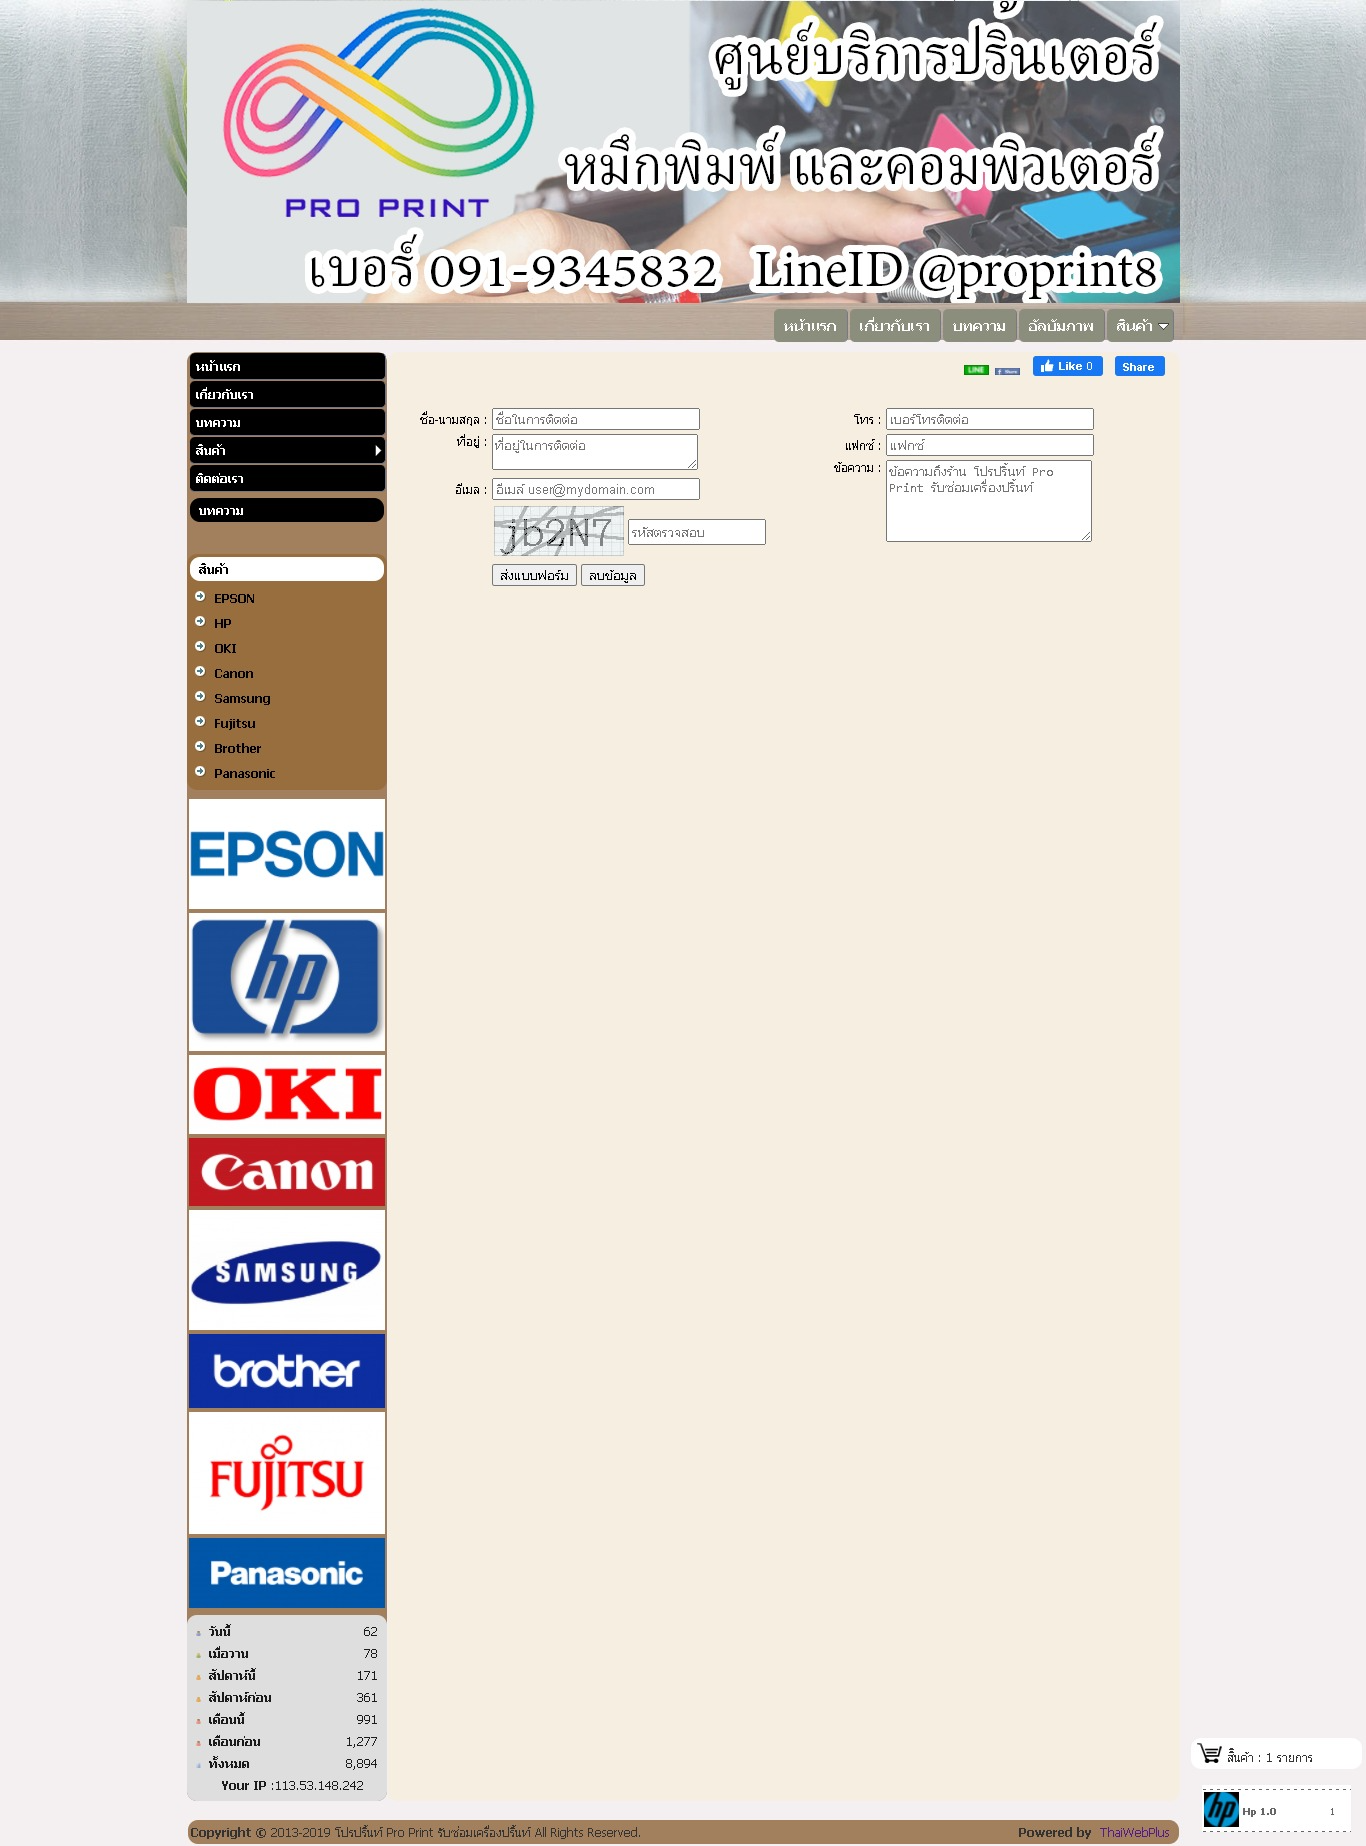 ศูนย์บริการปริ้นเตอร์
หมึกพิมพ์ และคอมพิวเตอร์
PRO PRINT
เบอร์ 091-9345832 LineID @proprint8
หน้าแรก เกี่ยวกับเรา บทความ อัลบัมภาพ สินค้า
หน้าแรก
เกี่ยวกับเรา
บทความ
สินค้า
ติดต่อเรา
บทความ
สินค้า
EPSON
HP
OKI
Canon
Samsung
Fujitsu
Brother
Panasonic
EPSON
hp
OKI
Canon
SAMSUNG
brother
FUJITSU
Panasonic
วันนี้ 62
เมื่อวาน 78
สัปดาห์นี้ 171
สัปดาห์ก่อน 361
เดือนนี้ 991
เดือนก่อน 1,277
ทั้งหมด 8,894
Your IP :113.53.148.242
LINE Share Like 0 Share
ชื่อ-นามสกุล : ชื่อในการติดต่อ
ที่อยู่ : ที่อยู่ในการติดต่อ
อีเมล : อีเมล์ user@mydomain.com
jb2N7 รหัสตรวจสอบ
ส่งแบบฟอร์ม ลบข้อมูล
โทร : เบอร์โทรติดต่อ
แฟกซ์ : แฟกซ์
ข้อความ : ข้อความถึงร้าน โปรปริ้นท์ Pro
Print รับซ่อมเครื่องปริ้นท์
สินค้า : 1 รายการ
hp Hp 1.0 1
Copyright © 2013-2019 โปรปริ้นท์ Pro Print รับซ่อมเครื่องปริ้นท์ All Rights Reserved. Powered by ThaiWebPlus